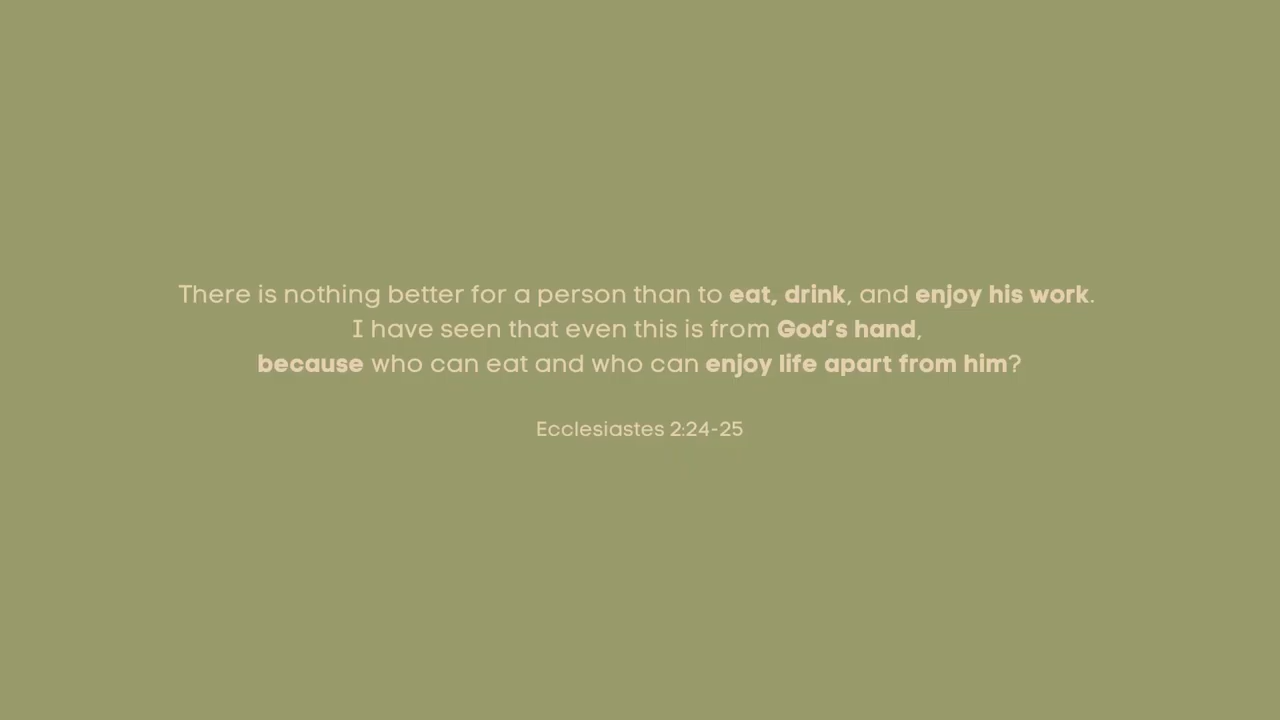 There is nothing better for a person than to eat, drink, and enjoy his work.
I have seen that even this is from God’s hand,
because who can eat and who can enjoy life apart from him?
Ecclesiastes 2:24-25